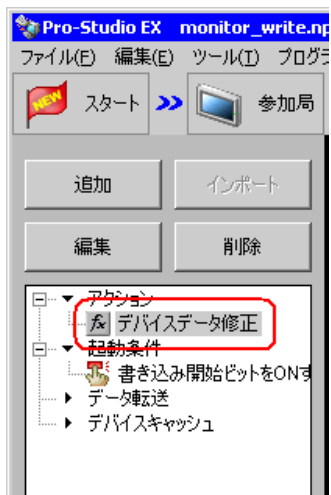 Pro-Studio EX monitor_write.np
ファイル(F) 編集(E) ツール(T) プログラ
NEW スタート 参加局
追加 インポート
編集 削除
アクション
fx デバイスデータ修正
起動条件
書き込み開始ビットをONす
データ転送
デバイスキャッシュ